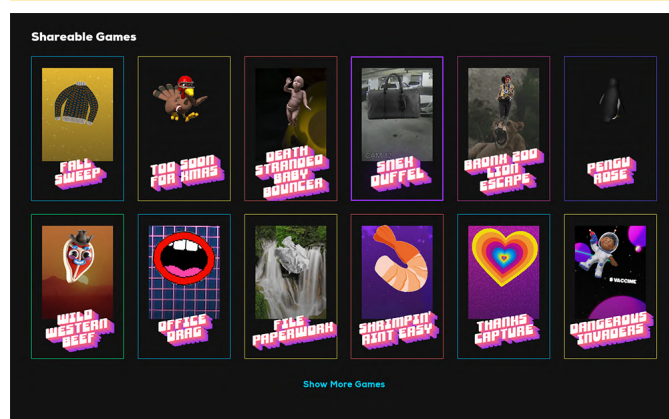 Shareable Games
FALL
SWEEP
TOO SOON
FOR XMAS
DEATH
STRANDED
BABY
BOUNCER
SNEK
DUFFEL
BRONX ZOO
LION
ESCAPE
PENGU
ROSE
WILD
WESTERN
BEEF
OFFICE
DRAG
FILE
PAPERWORK
SHRIMPIN'
AINT EASY
THANKS
CAPTURE
VACCINE
DANGEROUS
INVADERS
Show More Games